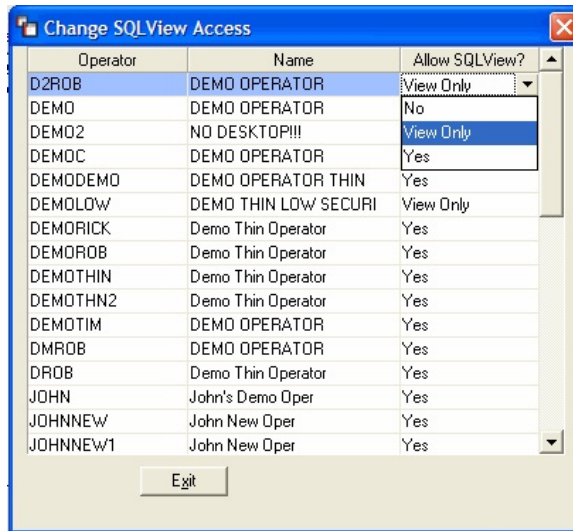 Change SQLView Access
Operator Name Allow SQLView?
D2ROB DEMO OPERATOR View Only
DEMO DEMO OPERATOR No
DEMO2 NO DESKTOP!!! View Only
DEMOC DEMO OPERATOR Yes
DEMODEMO DEMO OPERATOR THIN Yes
DEMOLOW DEMO THIN LOW SECURI View Only
DEMORICK Demo Thin Operator Yes
DEMOROB Demo Thin Operator Yes
DEMOTHIN Demo Thin Operator Yes
DEMOTHN2 Demo Thin Operator Yes
DEMOTIM DEMO OPERATOR Yes
DMROB DEMO OPERATOR Yes
DROB Demo Thin Operator Yes
JOHN John's Demo Oper Yes
JOHNNEW John New Oper Yes
JOHNNEW1 John New Oper Yes
Exit